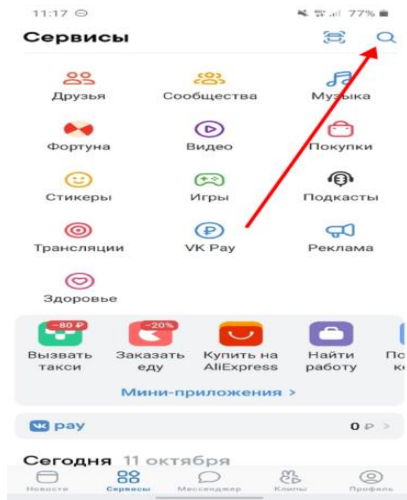 11:17 77%
Сервисы
Друзья Сообщества Музыка
Фортуна Видео Покупки
Стикеры Игры Подкасты
Трансляции VK Pay Реклама
Здоровье
-80 ₽ -20%
Вызвать Заказать Купить на Найти
такси еду AliExpress работу
Мини-приложения >
pay 0 ₽ >
Сегодня 11 октября
Новости Сервисы Мессенджер Клипы Профиль